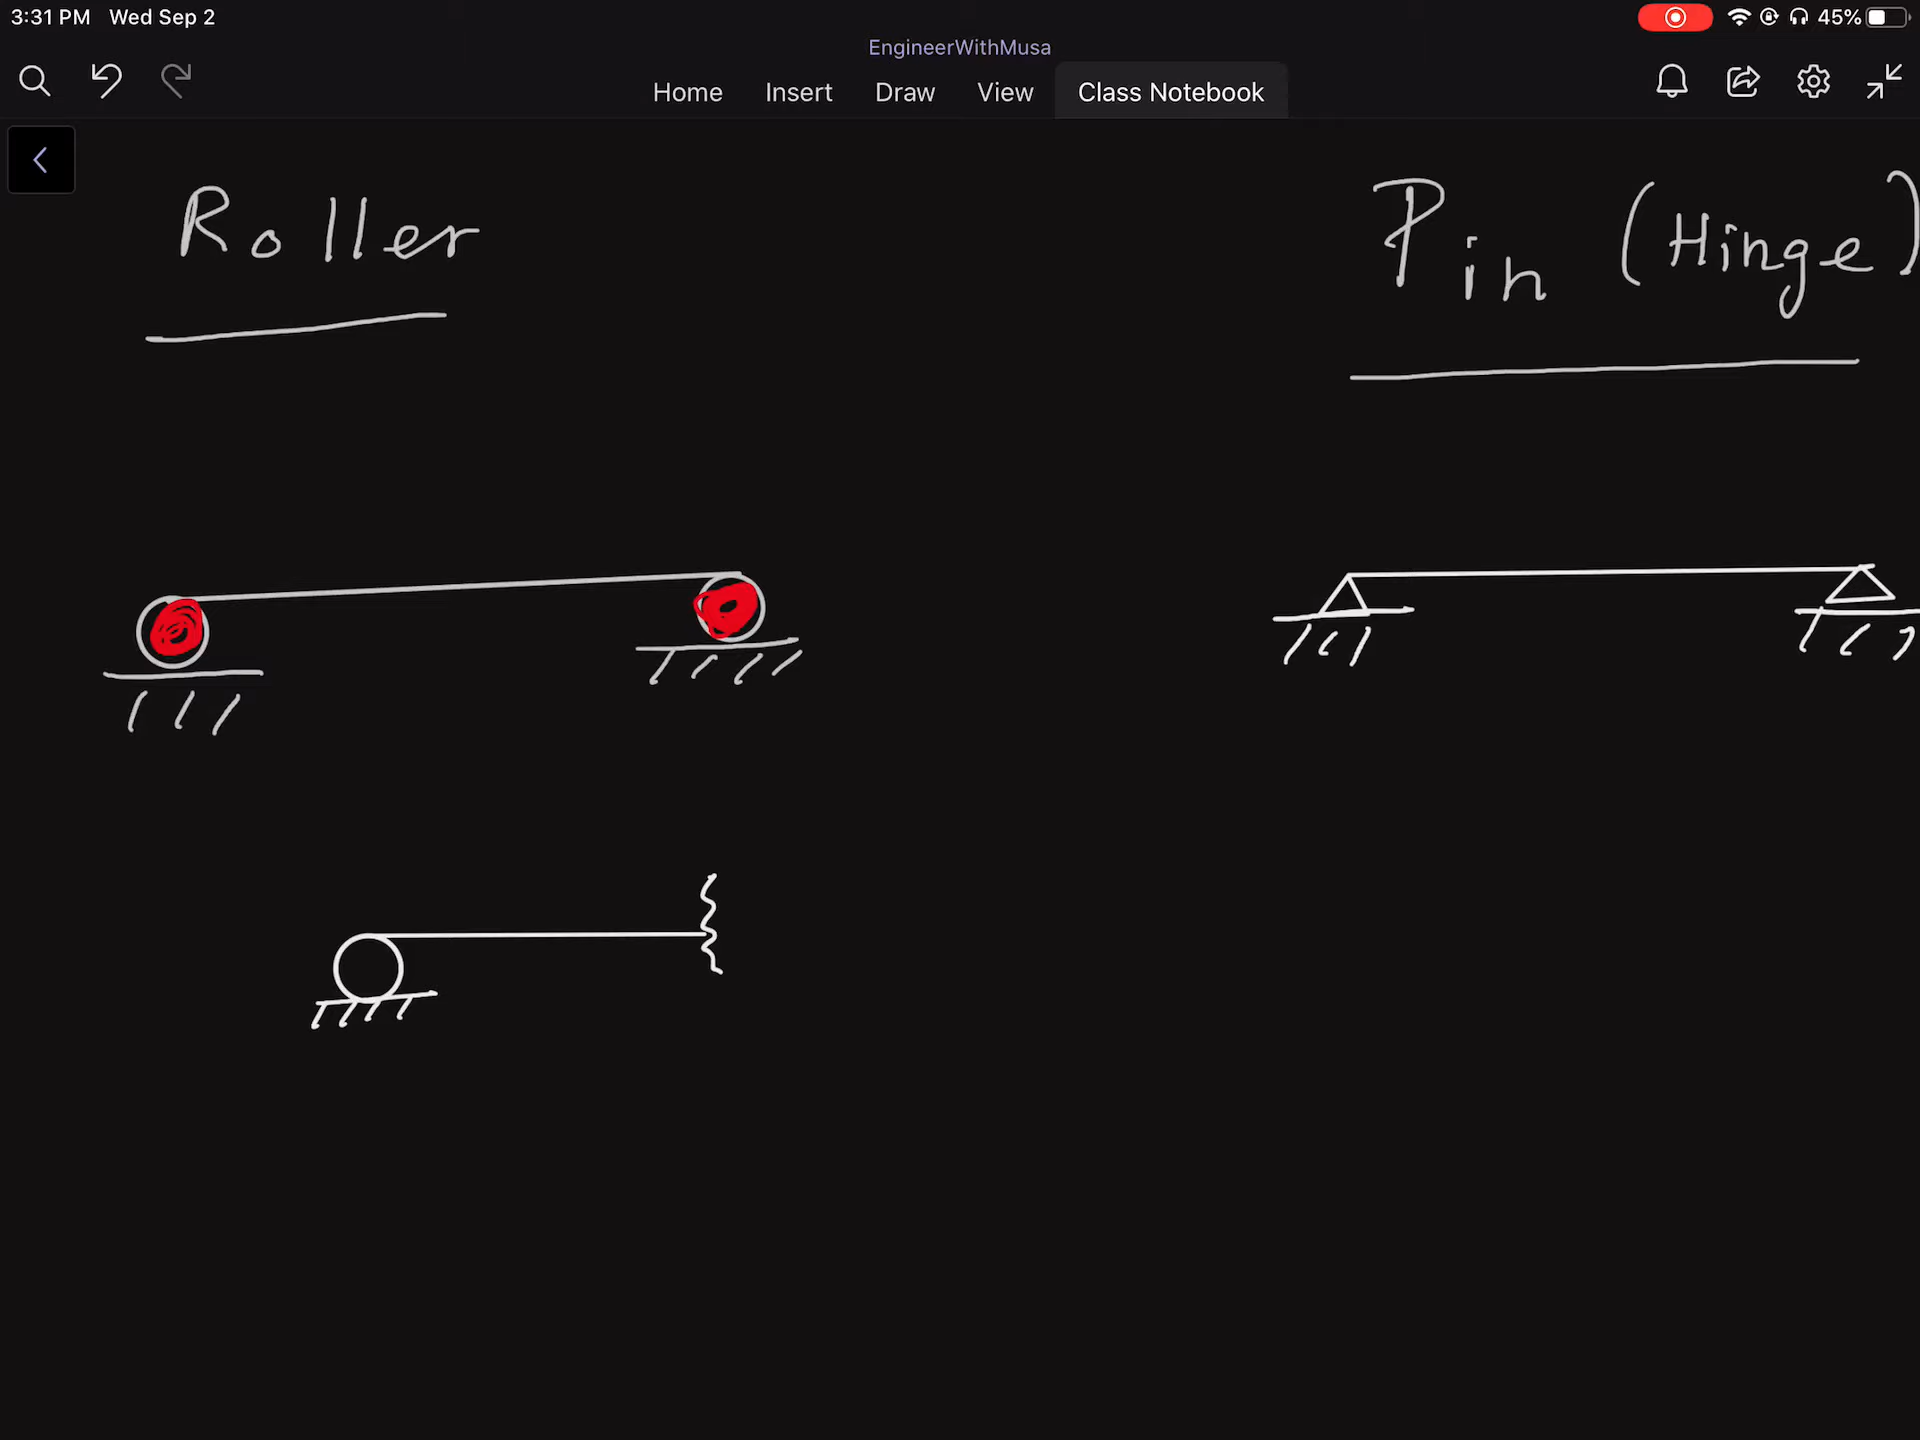 3:31 PM Wed Sep 2
45%
EngineerWithMusa
Home Insert Draw View Class Notebook
Roller
Pin (Hinge)